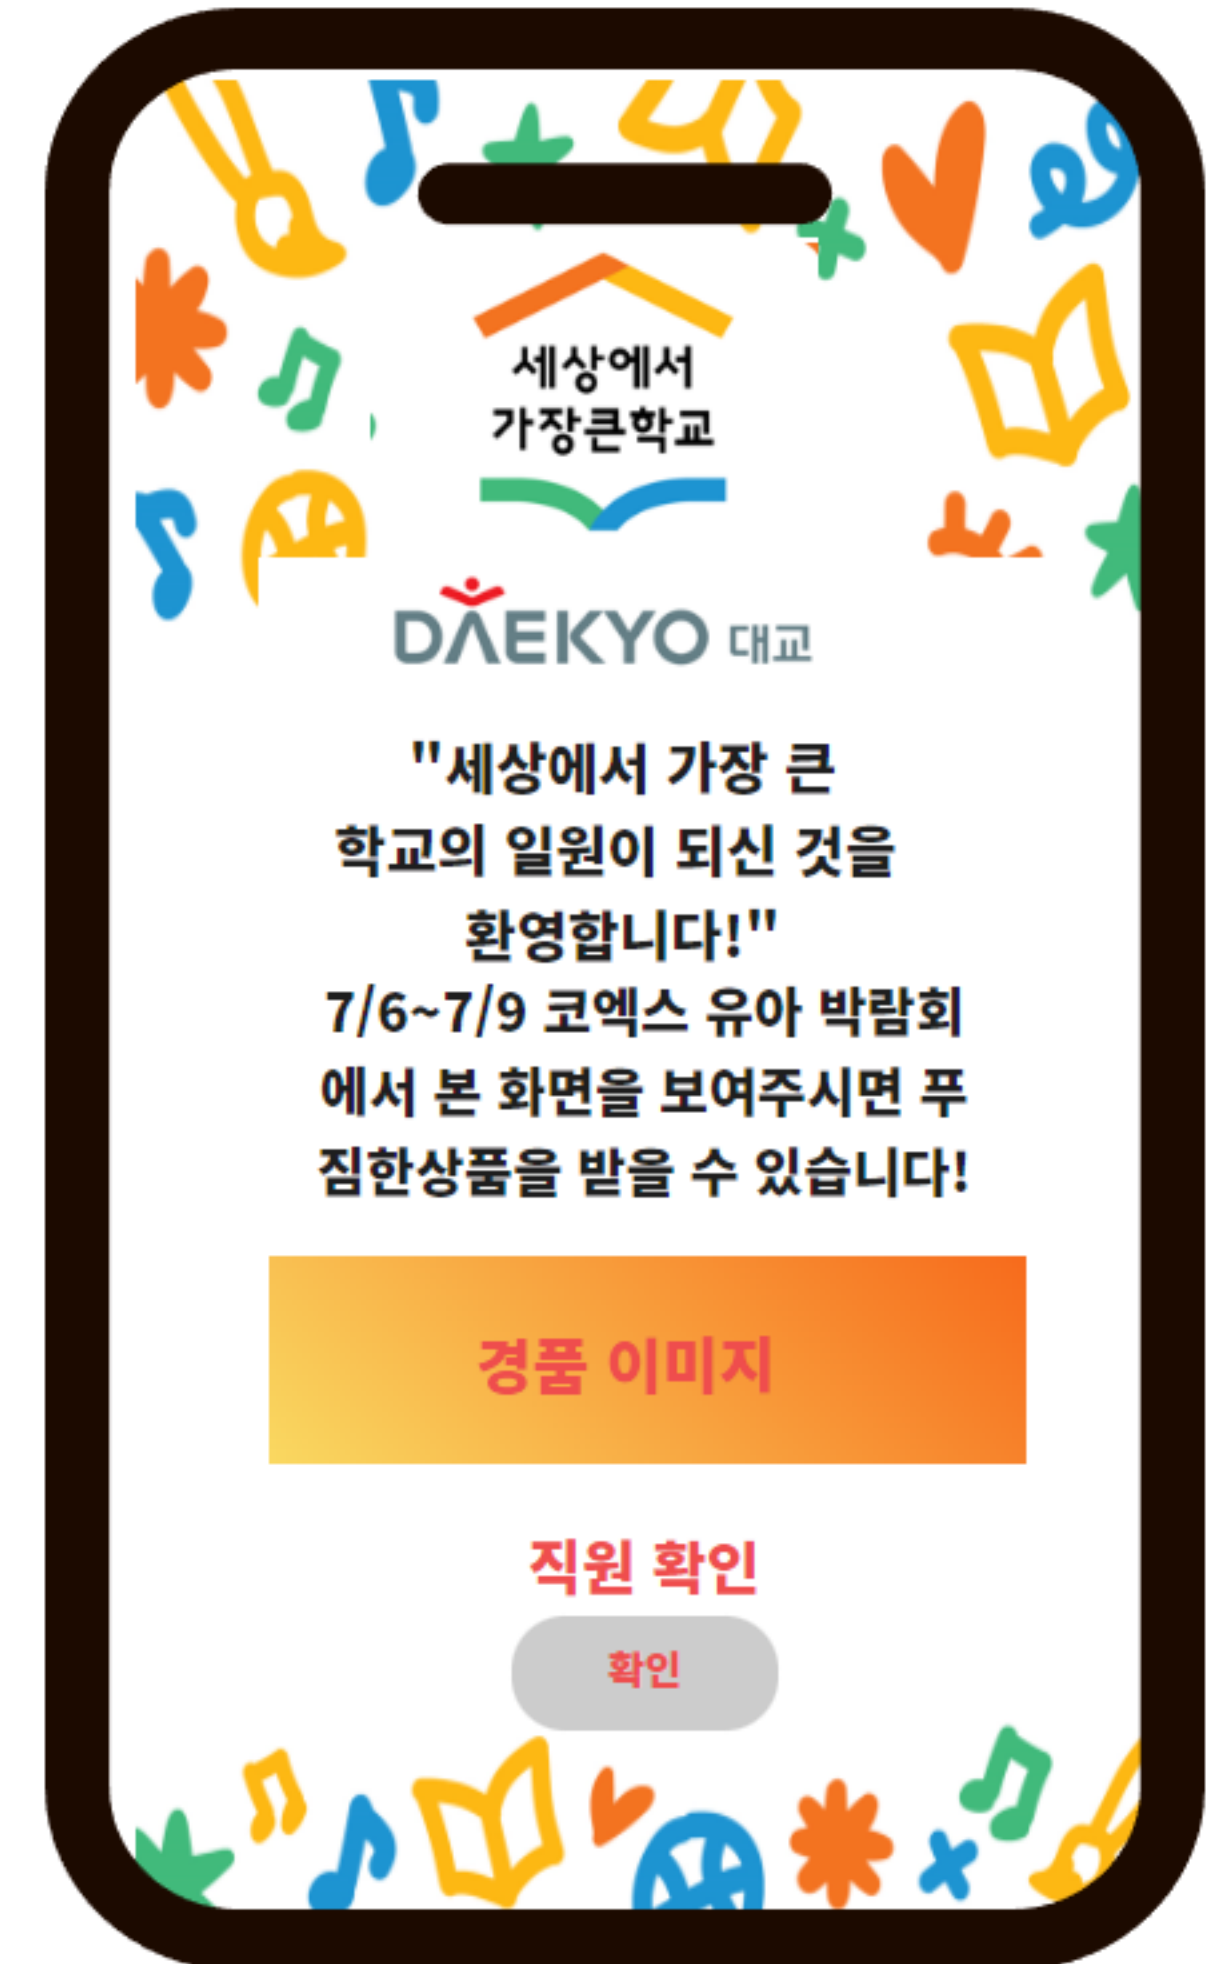 세상에서
가장큰학교
DAEKYO 대교
"세상에서 가장 큰
학교의 일원이 되신 것을
환영합니다!"
7/6~7/9 코엑스 유아 박람회
에서 본 화면을 보여주시면 푸
짐한상품을 받을 수 있습니다!
경품 이미지
직원 확인
확인